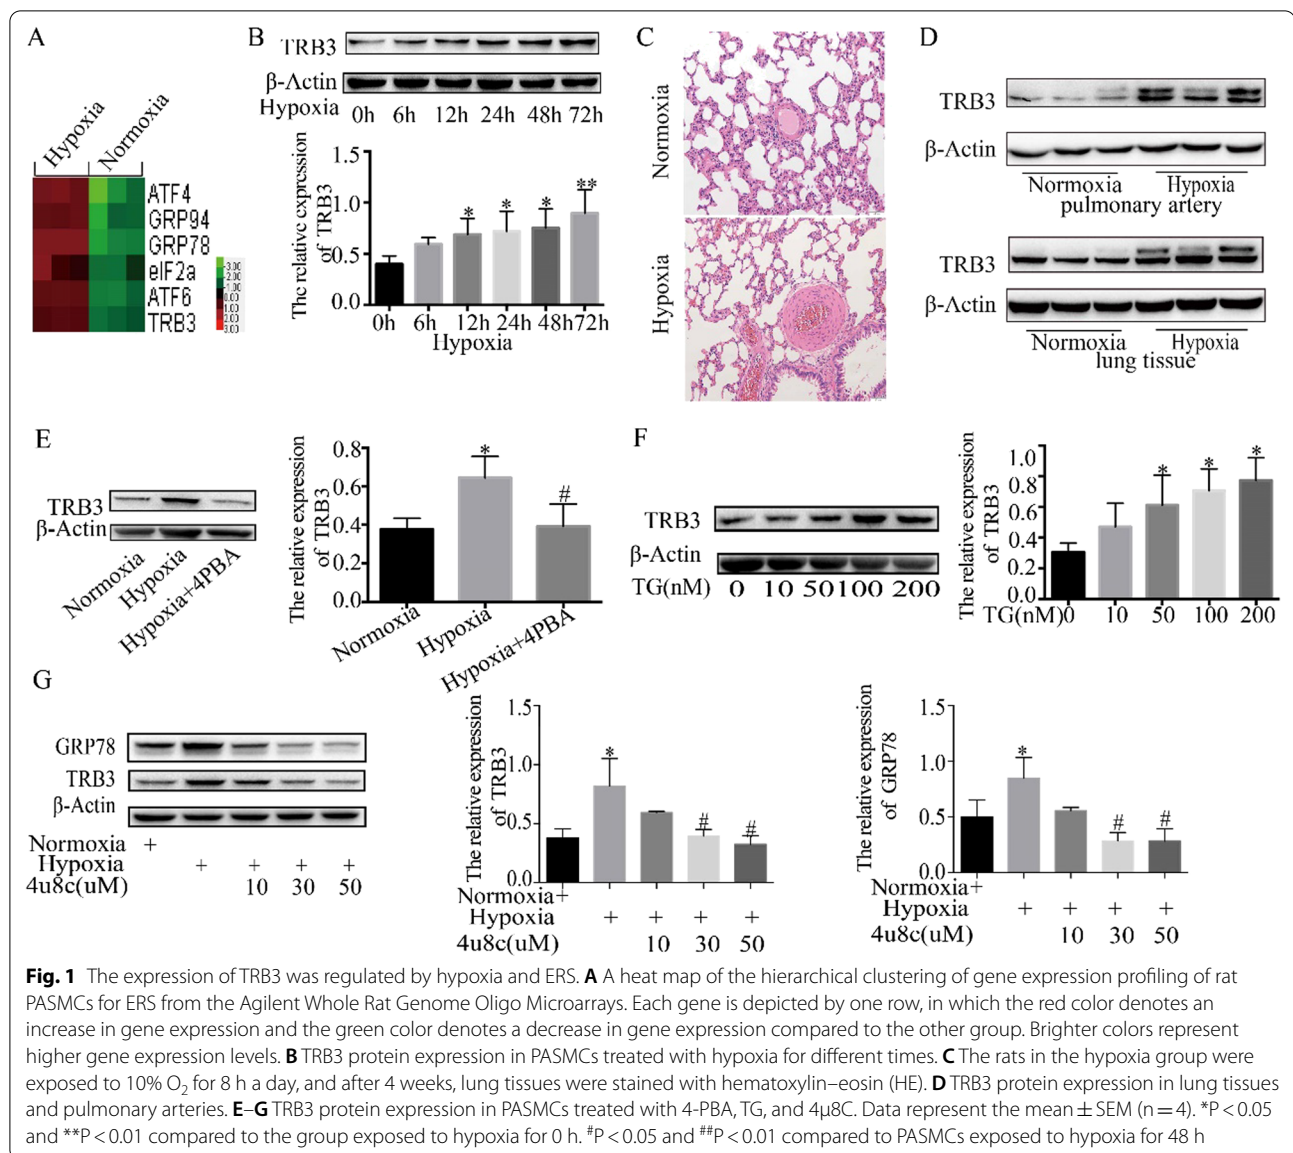 A
Hypoxia
Normoxia
ATF4
GRP94
GRP78
eIF2a
ATF6
TRB3
3.00
2.00
1.00
0.00
1.00
2.00
3.00
B
TRB3
β-Actin
Hypoxia 0h 6h 12h 24h 48h 72h
The relative expression
of TRB3
1.5
1.0
0.5
0.0
* * * **
0h 6h 12h 24h 48h 72h
Hypoxia
C
Normoxia
Hypoxia
D
TRB3
β-Actin
Normoxia Hypoxia
pulmonary artery
TRB3
β-Actin
Normoxia Hypoxia
lung tissue
E
TRB3
β-Actin
Normoxia
Hypoxia
Hypoxia+4PBA
The relative expression
of TRB3
0.8
0.6
0.4
0.2
0.0
* #
Normoxia
Hypoxia
Hypoxia+4PBA
F
TRB3
β-Actin
TG(nM) 0 10 50 100 200
The relative expression
of TRB3
1.0
0.8
0.6
0.4
0.2
0
* * *
TG(nM) 0 10 50 100 200
G
GRP78
TRB3
β-Actin
Normoxia +
Hypoxia + + + +
4u8c(uM) 10 30 50
The relative expression
of TRB3
1.5
1.0
0.5
0.0
* # #
Normoxia+
Hypoxia + + + +
4u8c(uM) 10 30 50
The relative expression
of GRP78
1.5
1.0
0.5
0.0
* # #
Normoxia+
Hypoxia + + + +
4u8c(uM) 10 30 50
Fig. 1 The expression of TRB3 was regulated by hypoxia and ERS. A A heat map of the hierarchical clustering of gene expression profiling of rat
PASMCs for ERS from the Agilent Whole Rat Genome Oligo Microarrays. Each gene is depicted by one row, in which the red color denotes an
increase in gene expression and the green color denotes a decrease in gene expression compared to the other group. Brighter colors represent
higher gene expression levels. B TRB3 protein expression in PASMCs treated with hypoxia for different times. C The rats in the hypoxia group were
exposed to 10% O₂ for 8 h a day, and after 4 weeks, lung tissues were stained with hematoxylin–eosin (HE). D TRB3 protein expression in lung tissues
and pulmonary arteries. E–G TRB3 protein expression in PASMCs treated with 4-PBA, TG, and 4μ8C. Data represent the mean ± SEM (n = 4). *P < 0.05
and **P < 0.01 compared to the group exposed to hypoxia for 0 h. #P < 0.05 and ##P < 0.01 compared to PASMCs exposed to hypoxia for 48 h